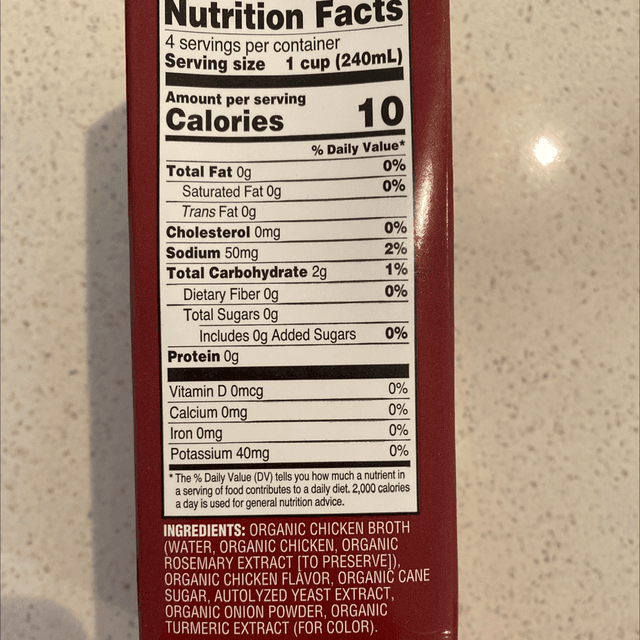 Nutrition Facts
4 servings per container
Serving size 1 cup (240mL)
Amount per serving
Calories 10
% Daily Value*
Total Fat 0g 0%
Saturated Fat 0g 0%
Trans Fat 0g
Cholesterol 0mg 0%
Sodium 50mg 2%
Total Carbohydrate 2g 1%
Dietary Fiber 0g 0%
Total Sugars 0g
Includes 0g Added Sugars 0%
Protein 0g
Vitamin D 0mcg 0%
Calcium 0mg 0%
Iron 0mg 0%
Potassium 40mg 0%
* The % Daily Value (DV) tells you how much a nutrient in
a serving of food contributes to a daily diet. 2,000 calories
a day is used for general nutrition advice.
INGREDIENTS: ORGANIC CHICKEN BROTH
(WATER, ORGANIC CHICKEN, ORGANIC
ROSEMARY EXTRACT [TO PRESERVE]),
ORGANIC CHICKEN FLAVOR, ORGANIC CANE
SUGAR, AUTOLYZED YEAST EXTRACT,
ORGANIC ONION POWDER, ORGANIC
TURMERIC EXTRACT (FOR COLOR).